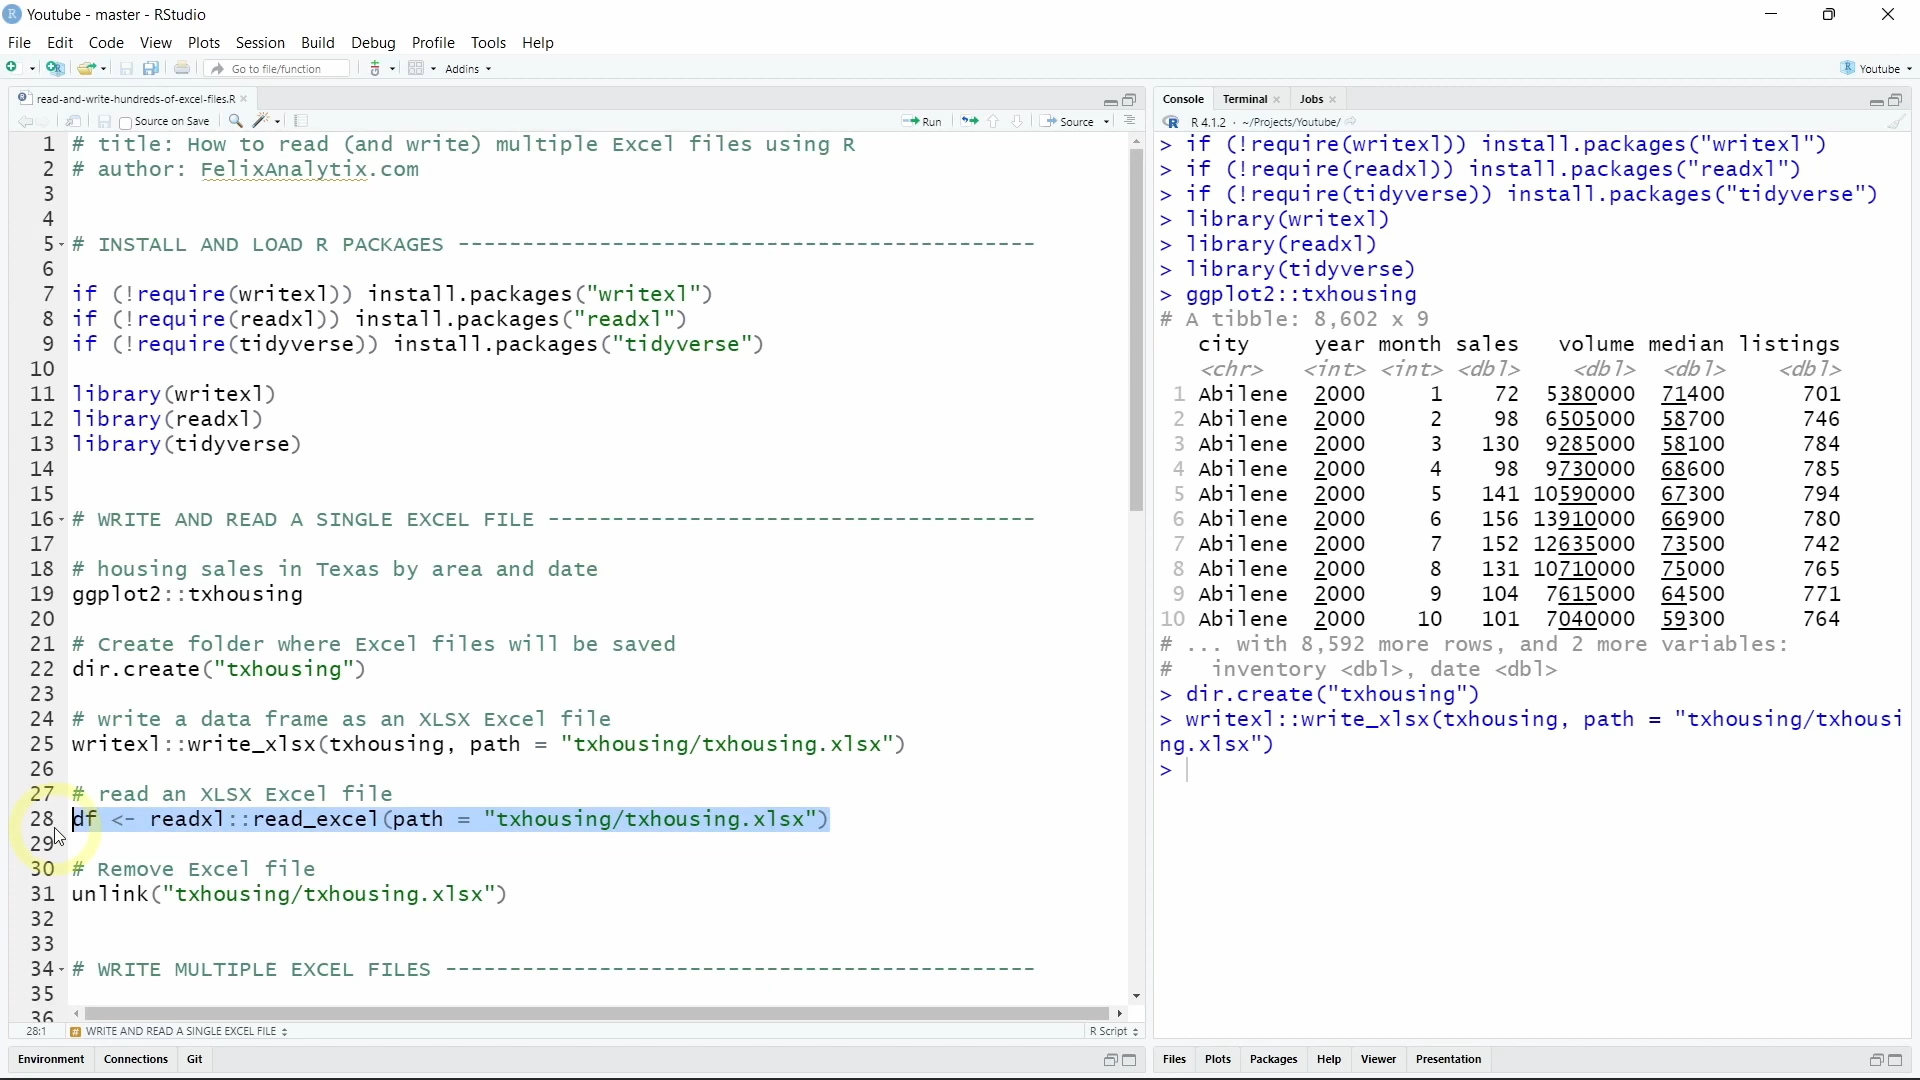 Youtube - master - RStudio
File Edit Code View Plots Session Build Debug Profile Tools Help
Go to file/function Addins Youtube
read-and-write-hundreds-of-excel-files.R
Source on Save Run Source
1 # title: How to read (and write) multiple Excel files using R
2 # author: FelixAnalytix.com
3
4
5 # INSTALL AND LOAD R PACKAGES ---------------------------------------------
6
7 if (!require(writexl)) install.packages("writexl")
8 if (!require(readxl)) install.packages("readxl")
9 if (!require(tidyverse)) install.packages("tidyverse")
10
11 library(writexl)
12 library(readxl)
13 library(tidyverse)
14
15
16 # WRITE AND READ A SINGLE EXCEL FILE --------------------------------------
17
18 # housing sales in Texas by area and date
19 ggplot2::txhousing
20
21 # Create folder where Excel files will be saved
22 dir.create("txhousing")
23
24 # write a data frame as an XLSX Excel file
25 writexl::write_xlsx(txhousing, path = "txhousing/txhousing.xlsx")
26
27 # read an XLSX Excel file
28 df <- readxl::read_excel(path = "txhousing/txhousing.xlsx")
29
30 # Remove Excel file
31 unlink("txhousing/txhousing.xlsx")
32
33
34 # WRITE MULTIPLE EXCEL FILES ----------------------------------------------
35
36
28:1 # WRITE AND READ A SINGLE EXCEL FILE R Script
Environment Connections Git
Console Terminal Jobs
R 4.1.2 · ~/Projects/Youtube/
> if (!require(writexl)) install.packages("writexl")
> if (!require(readxl)) install.packages("readxl")
> if (!require(tidyverse)) install.packages("tidyverse")
> library(writexl)
> library(readxl)
> library(tidyverse)
> ggplot2::txhousing
# A tibble: 8,602 x 9
city year month sales volume median listings
<chr> <int> <int> <dbl> <dbl> <dbl> <dbl>
1 Abilene 2000 1 72 5380000 71400 701
2 Abilene 2000 2 98 6505000 58700 746
3 Abilene 2000 3 130 9285000 58100 784
4 Abilene 2000 4 98 9730000 68600 785
5 Abilene 2000 5 141 10590000 67300 794
6 Abilene 2000 6 156 13910000 66900 780
7 Abilene 2000 7 152 12635000 73500 742
8 Abilene 2000 8 131 10710000 75000 765
9 Abilene 2000 9 104 7615000 64500 771
10 Abilene 2000 10 101 7040000 59300 764
# ... with 8,592 more rows, and 2 more variables:
# inventory <dbl>, date <dbl>
> dir.create("txhousing")
> writexl::write_xlsx(txhousing, path = "txhousing/txhousi
ng.xlsx")
>
Files Plots Packages Help Viewer Presentation